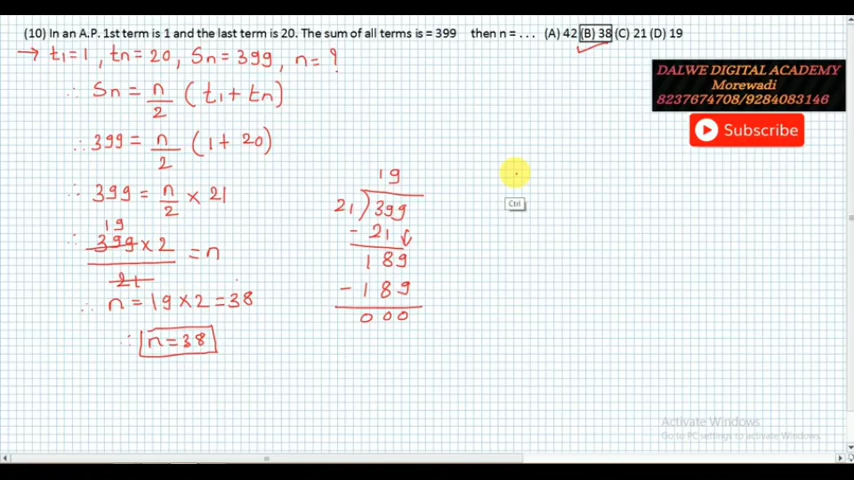 (10) In an A.P. 1st term is 1 and the last term is 20. The sum of all terms is = 399 then n = . . . (A) 42 (B) 38 (C) 21 (D) 19
→ t1=1, tn=20, Sn=399, n=?
∴ Sn = n/2 (t1+tn)
∴ 399 = n/2 (1+20)
∴ 399 = n/2 × 21
19
∴ 399×2/21 = n
∴ n=19×2=38
∴ n=38
19
21)399
-21↓
189
-189
000
DALWE DIGITAL ACADEMY
Morewadi
8237674708/9284083146
Subscribe
Ctrl
Activate Windows
Go to PC settings to activate Windows.